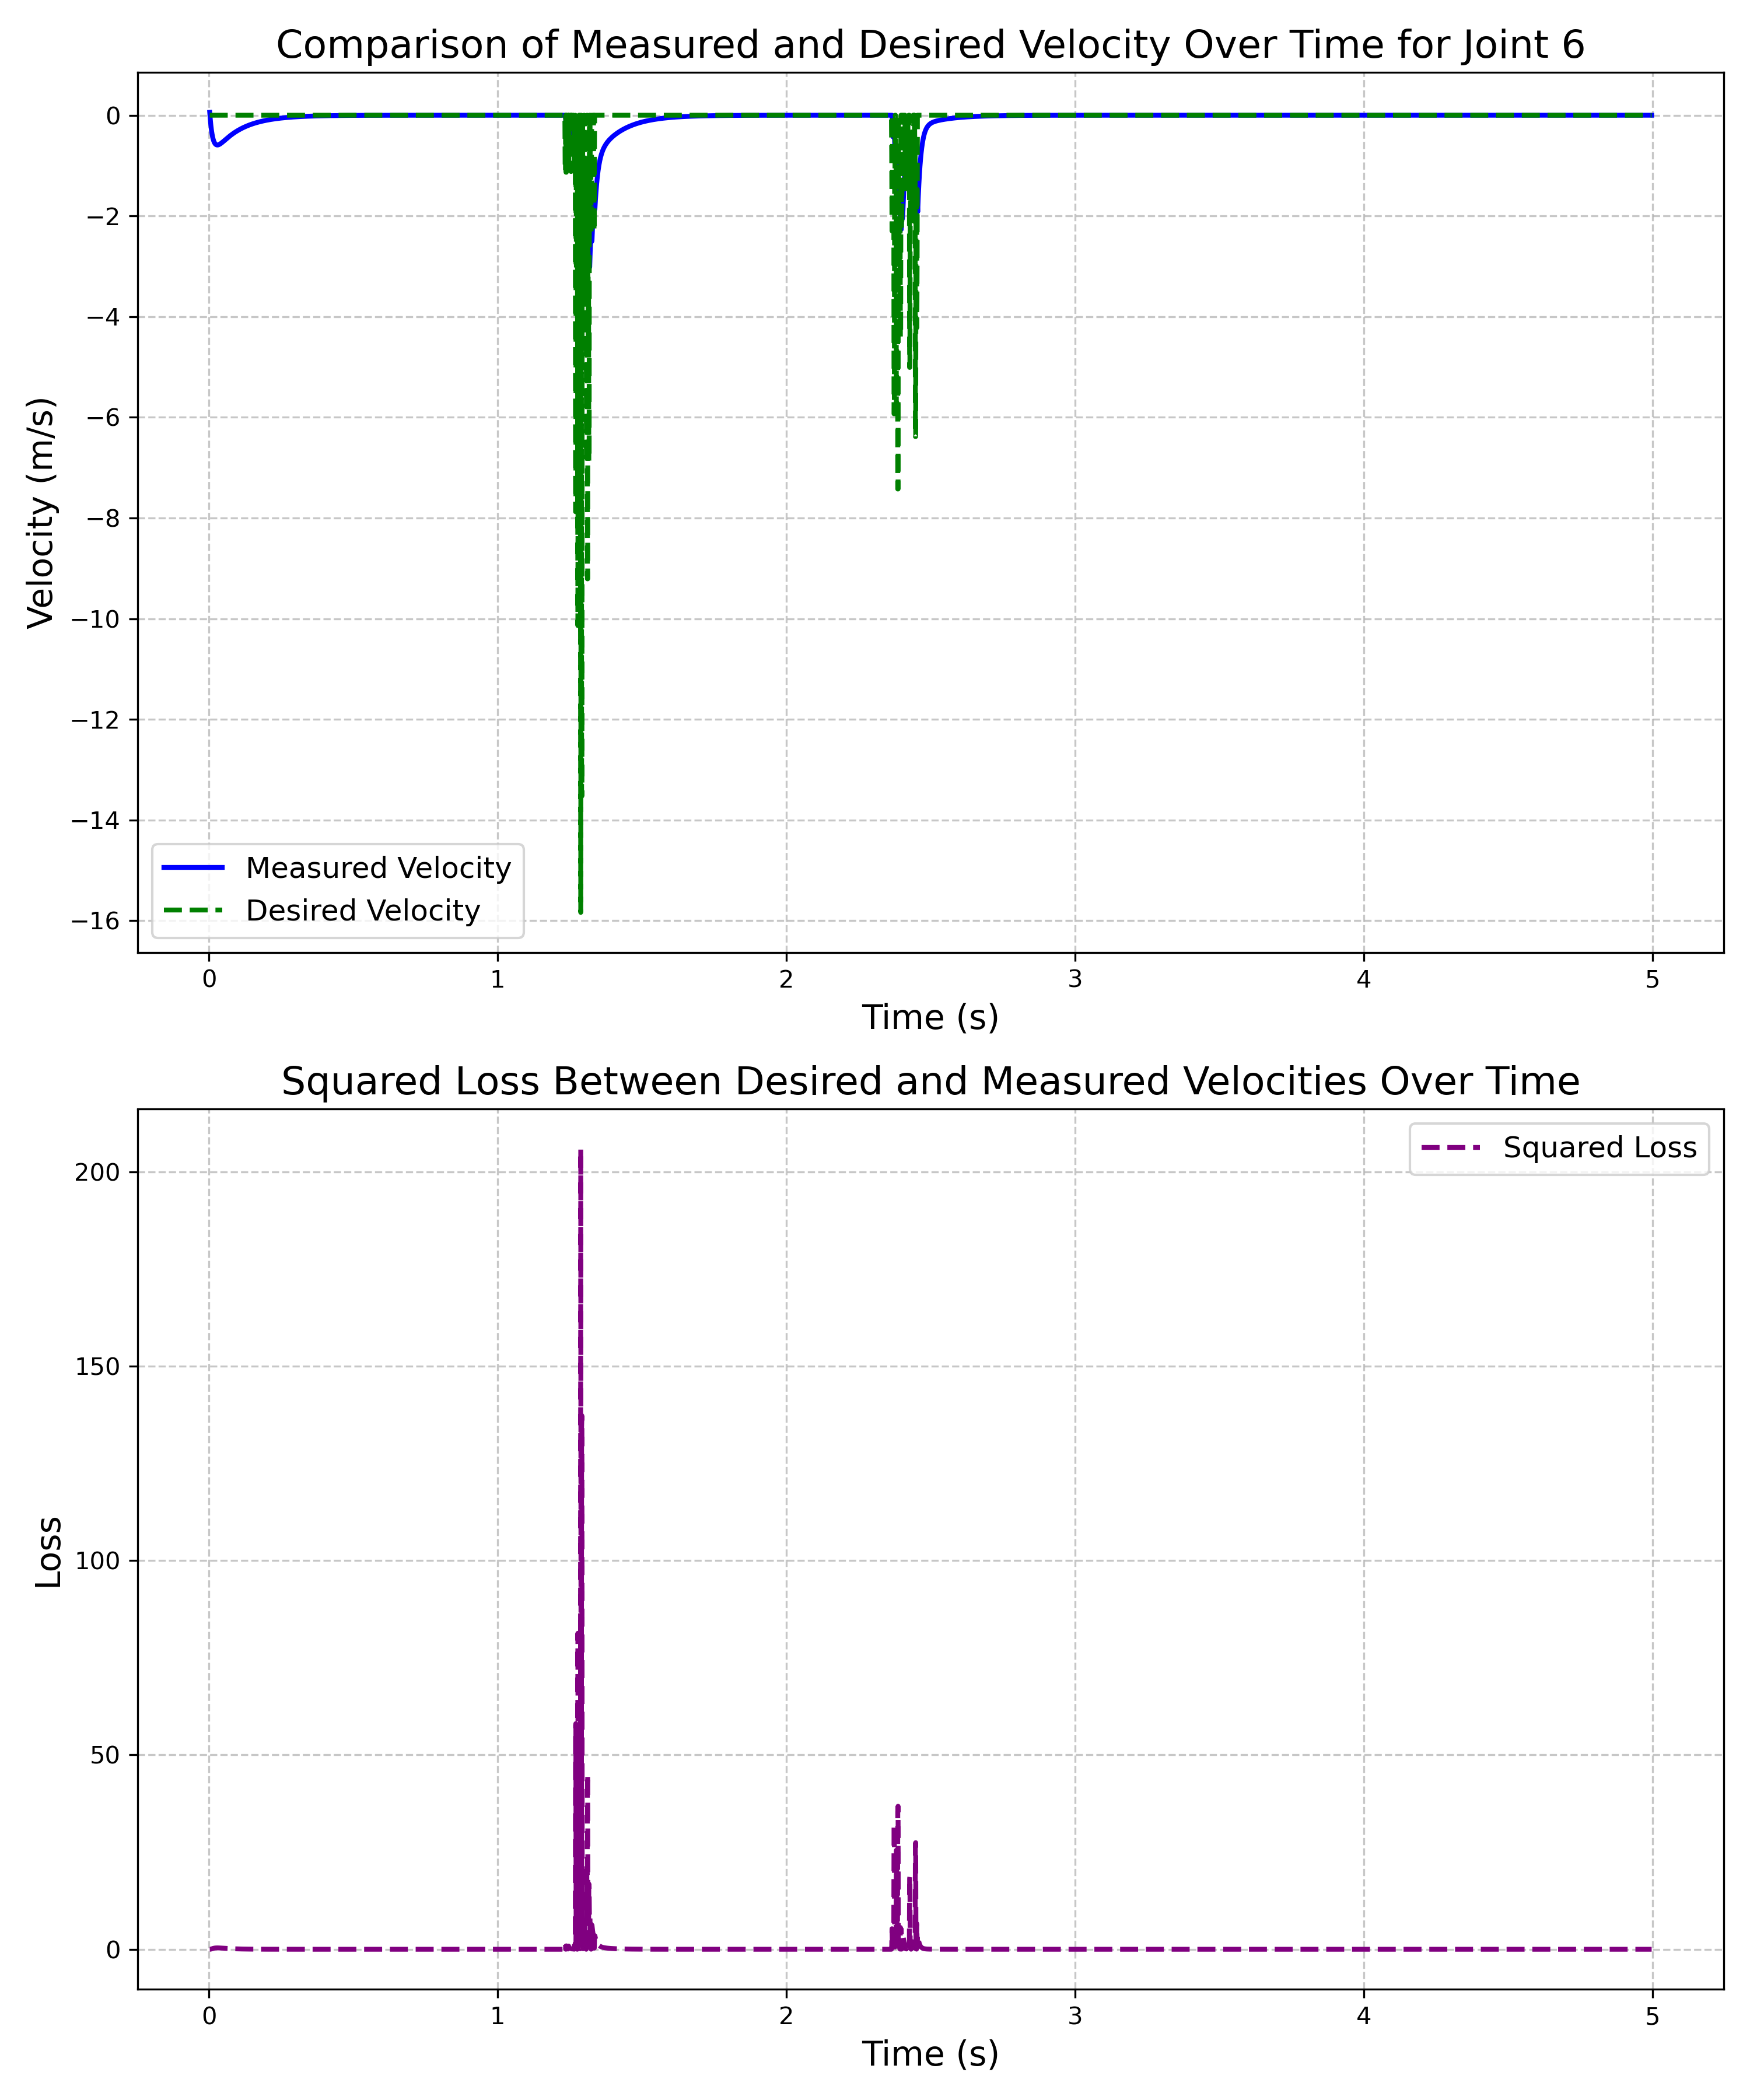 Comparison of Measured and Desired Velocity Over Time for Joint 6
Velocity (m/s)
0
−2
−4
−6
−8
−10
−12
−14
−16
Measured Velocity
Desired Velocity
0 1 2 3 4 5
Time (s)
Squared Loss Between Desired and Measured Velocities Over Time
Loss
200
150
100
50
0
Squared Loss
0 1 2 3 4 5
Time (s)